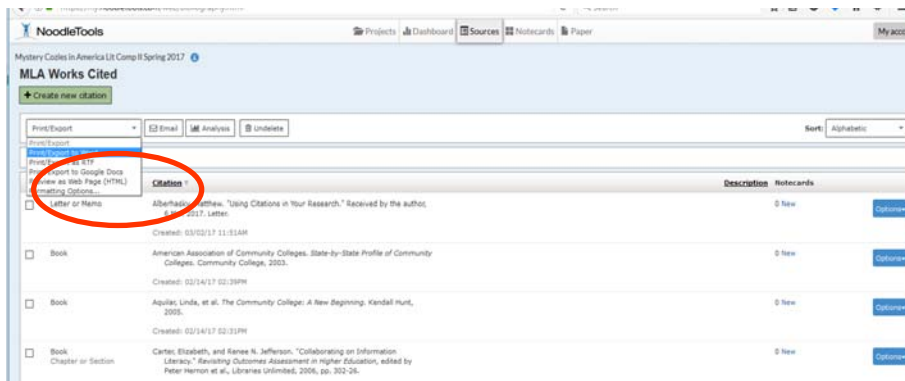 NoodleTools
Projects Dashboard Sources Notecards Paper
Mystery Cozies in America Lit Comp II Spring 2017
MLA Works Cited
+ Create new citation
Print/Export Email Analysis Undelete Sort: Alphabetic
Print/Export
Print/Export to
Print/Export as RTF
Print/Export to Google Docs
Preview as Web Page (HTML)
Formatting Options...
Citation Description Notecards
Letter or Memo Alberhasky, Matthew. "Using Citations in Your Research." Received by the author, 0 New Options
2017. Letter.
Created: 03/02/17 11:51AM
Book American Association of Community Colleges. State-by-State Profile of Community 0 New Options
Colleges. Community College, 2003.
Created: 02/14/17 02:39PM
Book Aquilar, Linda, et al. The Community College: A New Beginning. Kendall Hunt, 0 New Options
2005.
Created: 02/14/17 02:31PM
Book Carter, Elizabeth, and Renee N. Jefferson. "Collaborating on Information 0 New Options
Chapter or Section Literacy." Revisiting Outcomes Assessment in Higher Education, edited by
Peter Hernon et al., Libraries Unlimited, 2006, pp. 302-26.